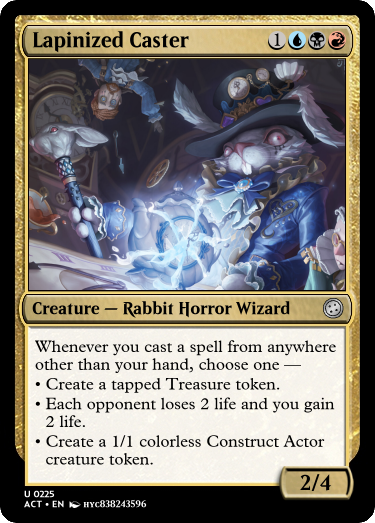 Lapinized Caster 1
Creature — Rabbit Horror Wizard
Whenever you cast a spell from anywhere
other than your hand, choose one —
• Create a tapped Treasure token.
• Each opponent loses 2 life and you gain
2 life.
• Create a 1/1 colorless Construct Actor
creature token.
2/4
U 0225
ACT • EN HYC838243596